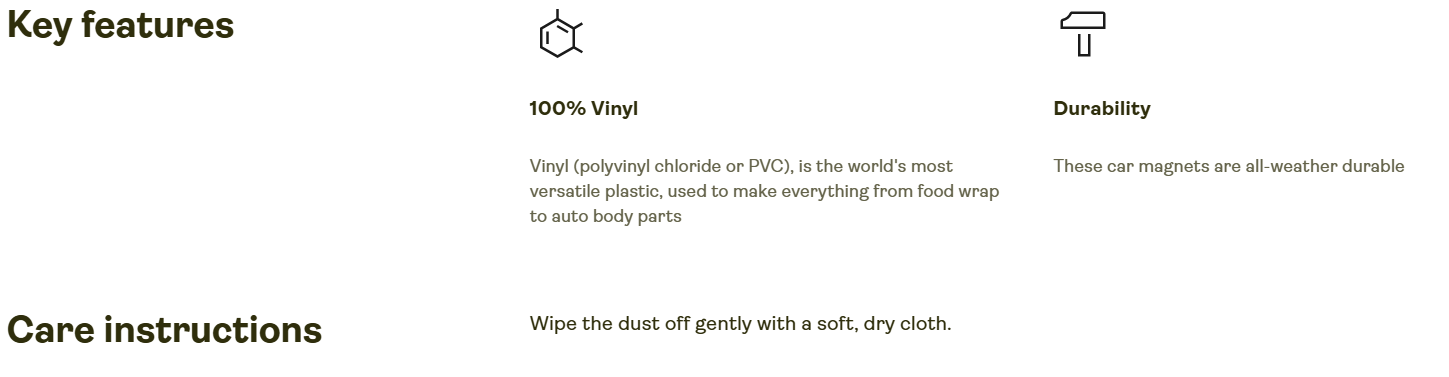 Key features
100% Vinyl
Vinyl (polyvinyl chloride or PVC), is the world's most
versatile plastic, used to make everything from food wrap
to auto body parts
Durability
These car magnets are all-weather durable
Care instructions
Wipe the dust off gently with a soft, dry cloth.